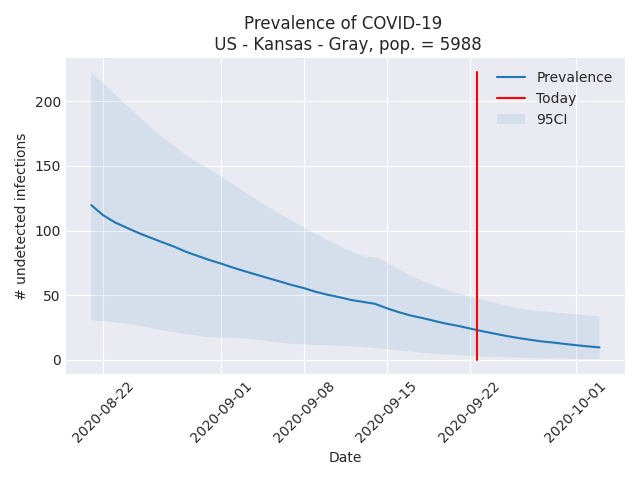 Prevalence of COVID-19
US - Kansas - Gray, pop. = 5988
Prevalence
Today
95CI
# undetected infections
200
150
100
50
0
2020-08-22
2020-09-01
2020-09-08
2020-09-15
2020-09-22
2020-10-01
Date